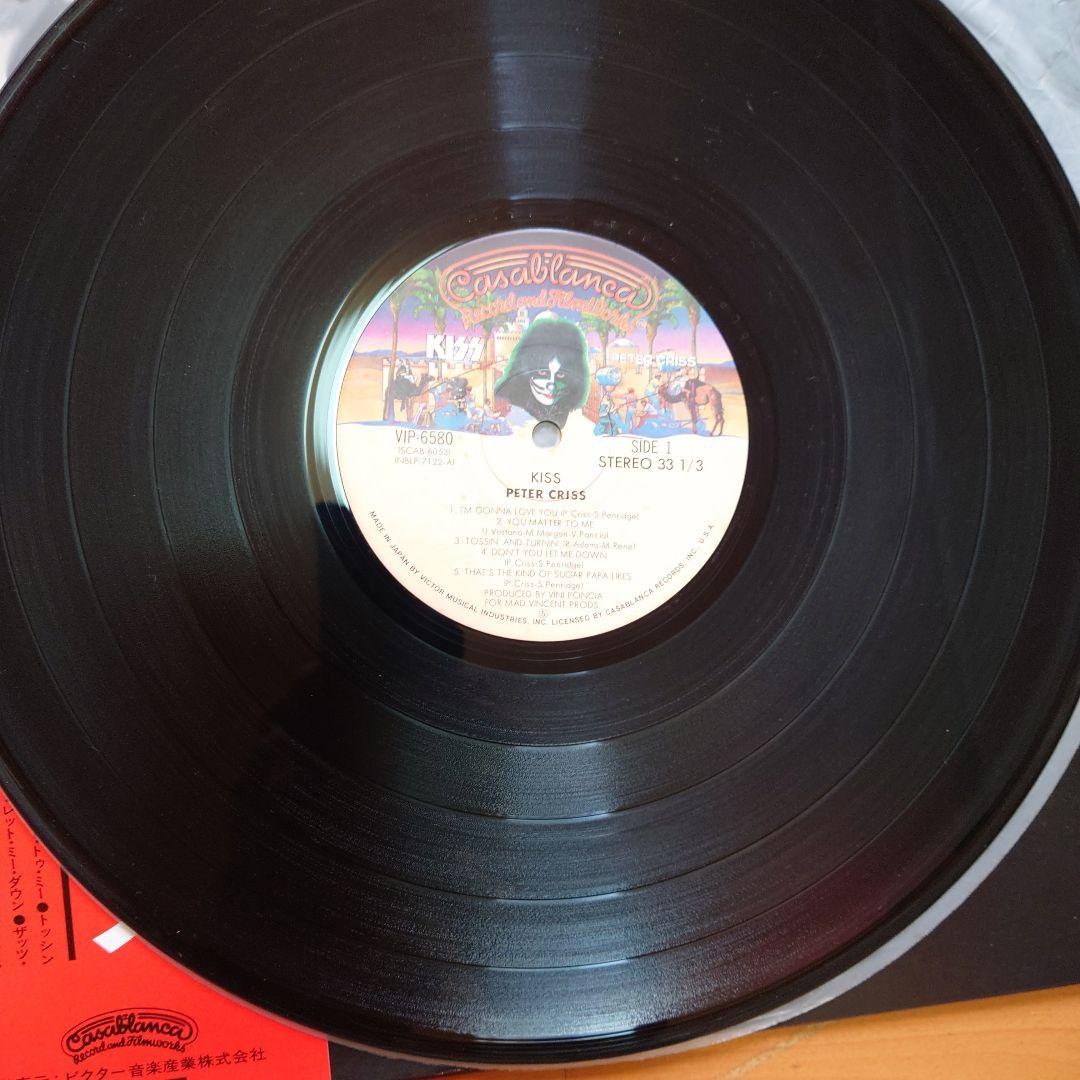 Casablanca
Record and Filmworks
KISS
PETER CRISS
VIP-6580
(SCAB-6053)
(NBLP-7122-A)
SIDE 1
STEREO 33 1/3
KISS
PETER CRISS
1. I'M GONNA LOVE YOU (P. Criss-S. Penridge)
2. YOU MATTER TO ME
(J. Vastano-M. Morgan-V. Poncia)
3. TOSSIN' AND TURNIN' (R. Adams-M. Rene)
4. DON'T YOU LET ME DOWN
(P. Criss-S. Penridge)
5. THAT'S THE KIND OF SUGAR PAPA LIKES
(P. Criss-S. Penridge)
PRODUCED BY VINI PONCIA
FOR MAD VINCENT PRODS.
Ⓢ
MADE IN JAPAN BY VICTOR MUSICAL INDUSTRIES, INC. LICENSED BY CASABLANCA RECORDS, INC., U.S.A.
トゥ・ミー●トッシン
レット・ミー・ダウン●ザッツ・
Casablanca
Record and Filmworks
ビクター音楽産業株式会社